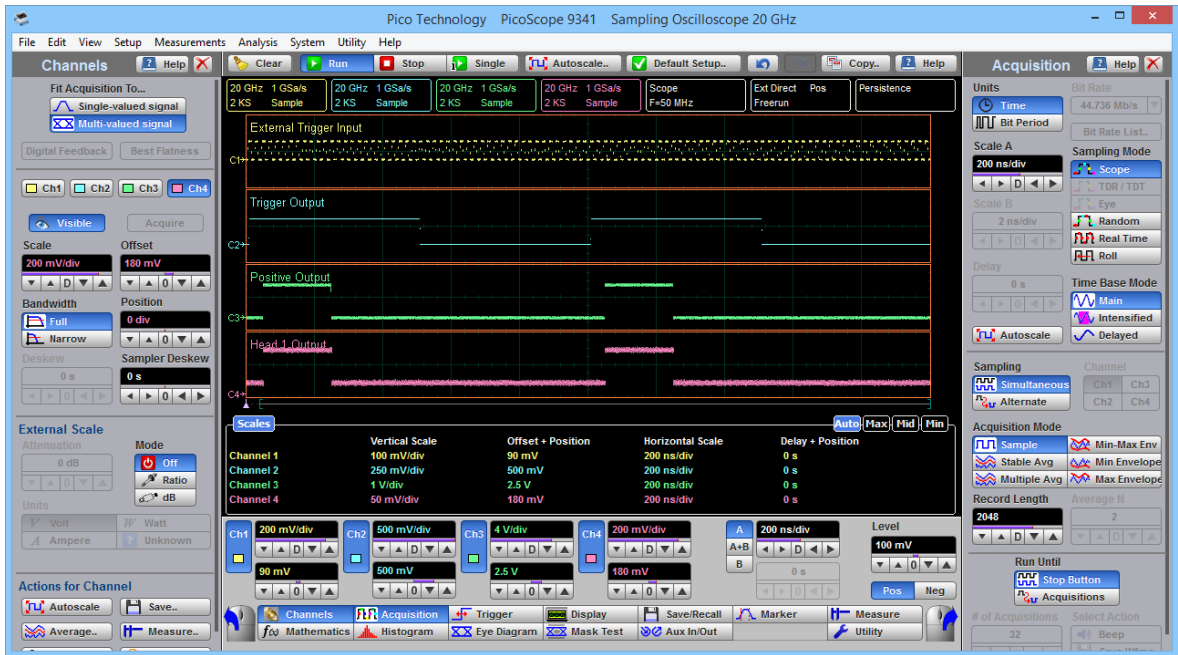 Pico Technology PicoScope 9341 Sampling Oscilloscope 20 GHz
File Edit View Setup Measurements Analysis System Utility Help
Channels Help
Clear Run Stop Single Autoscale.. Default Setup.. Copy.. Help
Acquisition Help
Fit Acquisition To...
Single-valued signal
Multi-valued signal
Digital Feedback Best Flatness
Ch1 Ch2 Ch3 Ch4
Visible Acquire
Scale Offset
200 mV/div 180 mV
D 0
Bandwidth Position
Full 0 div
Narrow 0
Deskew Sampler Deskew
0 s 0 s
0 0
External Scale
Attenuation Mode
0 dB Off
0 Ratio
Units dB
V Volt W Watt
A Ampere ? Unknown
Actions for Channel
Autoscale Save..
Average.. Measure..
20 GHz 1 GSa/s 20 GHz 1 GSa/s 20 GHz 1 GSa/s 20 GHz 1 GSa/s Scope Ext Direct Pos Persistence
2 KS Sample 2 KS Sample 2 KS Sample 2 KS Sample F=50 MHz Freerun
External Trigger Input
C1
Trigger Output
C2
Positive Output
C3
Head 1 Output
C4
Scales Auto Max Mid Min
Vertical Scale Offset + Position Horizontal Scale Delay + Position
Channel 1 100 mV/div 90 mV 200 ns/div 0 s
Channel 2 250 mV/div 500 mV 200 ns/div 0 s
Channel 3 1 V/div 2.5 V 200 ns/div 0 s
Channel 4 50 mV/div 180 mV 200 ns/div 0 s
Ch1 200 mV/div Ch2 500 mV/div Ch3 4 V/div Ch4 200 mV/div A 200 ns/div Level
D D D D A+B D 100 mV
90 mV 500 mV 2.5 V 180 mV B 0 s 0
0 0 0 0 0 Pos Neg
Channels Acquisition Trigger Display Save/Recall Marker Measure
f(x) Mathematics Histogram Eye Diagram Mask Test Aux In/Out Utility
Units Bit Rate
Time 44.736 Mb/s
Bit Period Bit Rate List..
Scale A Sampling Mode
200 ns/div Scope
D TDR / TDT
Scale B Eye
2 ns/div Random
0 Real Time
Delay Roll
0 s Time Base Mode
0 Main
Intensified
Autoscale Delayed
Sampling Channel
Simultaneous Ch1 Ch3
Alternate Ch2 Ch4
Acquisition Mode
Sample Min-Max Env
Stable Avg Min Envelope
Multiple Avg Max Envelope
Record Length Average N
2048 2
D D
Run Until
Stop Button
Acquisitions
# of Acquisitions Select Action
32 Beep